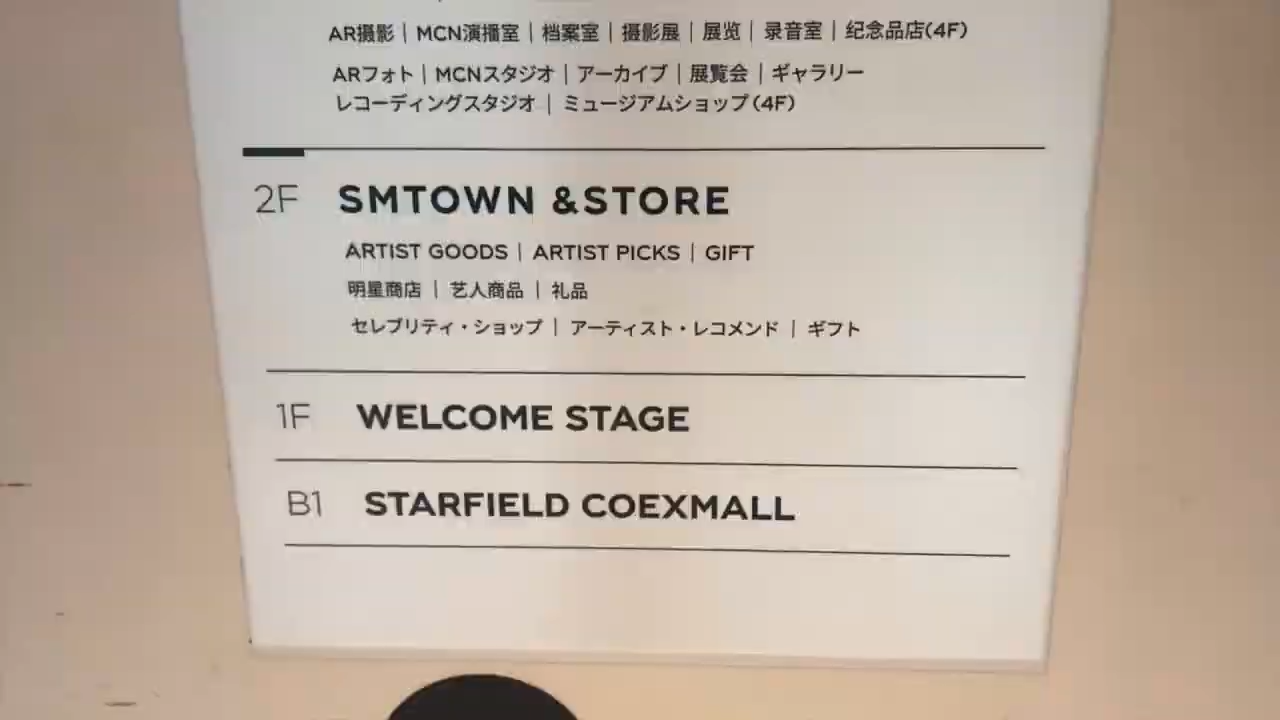 AR摄影｜MCN演播室｜档案室｜摄影展｜展览｜录音室｜纪念品店(4F)
ARフォト｜MCNスタジオ｜アーカイブ｜展覧会｜ギャラリー
レコーディングスタジオ｜ミュージアムショップ(4F)
2F SMTOWN &STORE
ARTIST GOODS｜ARTIST PICKS｜GIFT
明星商店｜艺人商品｜礼品
セレブリティ・ショップ｜アーティスト・レコメンド｜ギフト
1F WELCOME STAGE
B1 STARFIELD COEXMALL